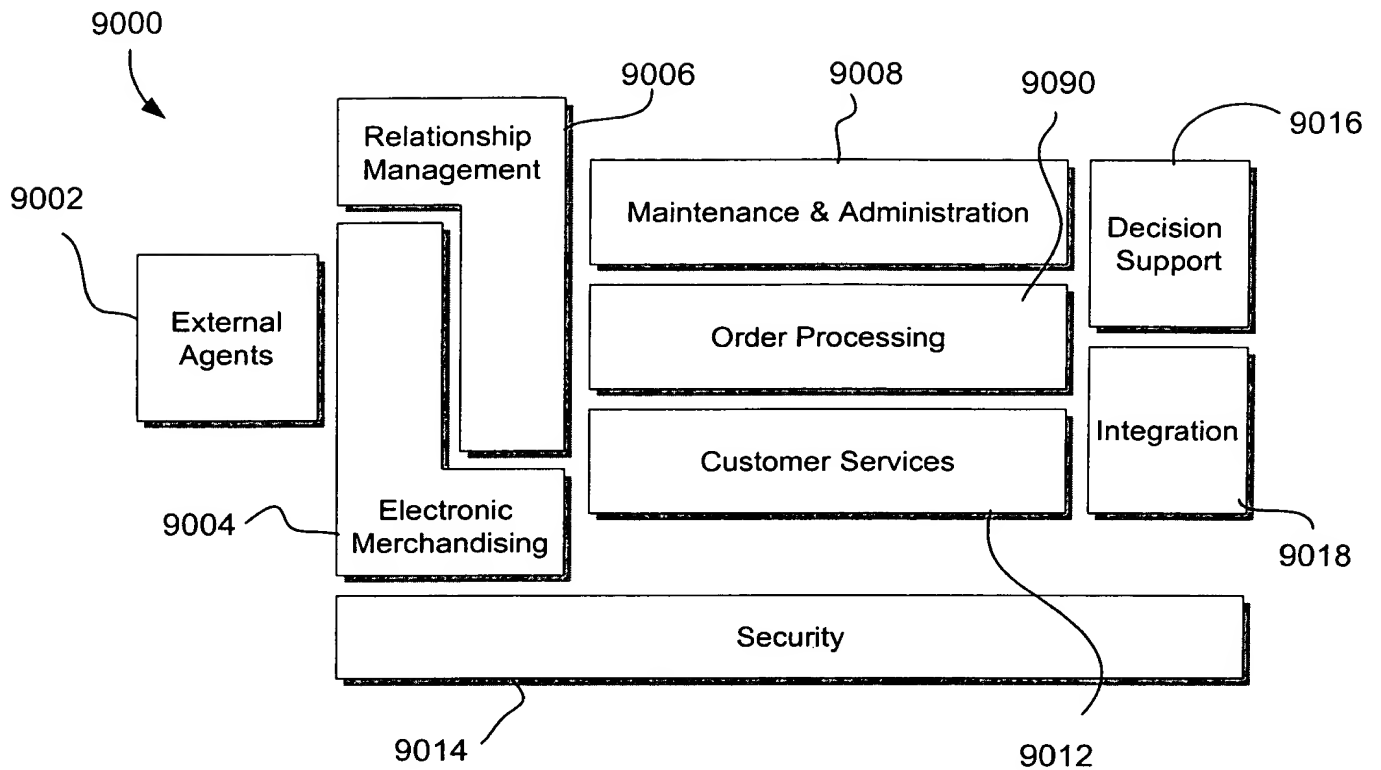 9000
9006
9008
9090
9016
9002
Relationship
Management
Maintenance & Administration
Decision
Support
External
Agents
Order Processing
Integration
Customer Services
9004
Electronic
Merchandising
9018
Security
9014
9012